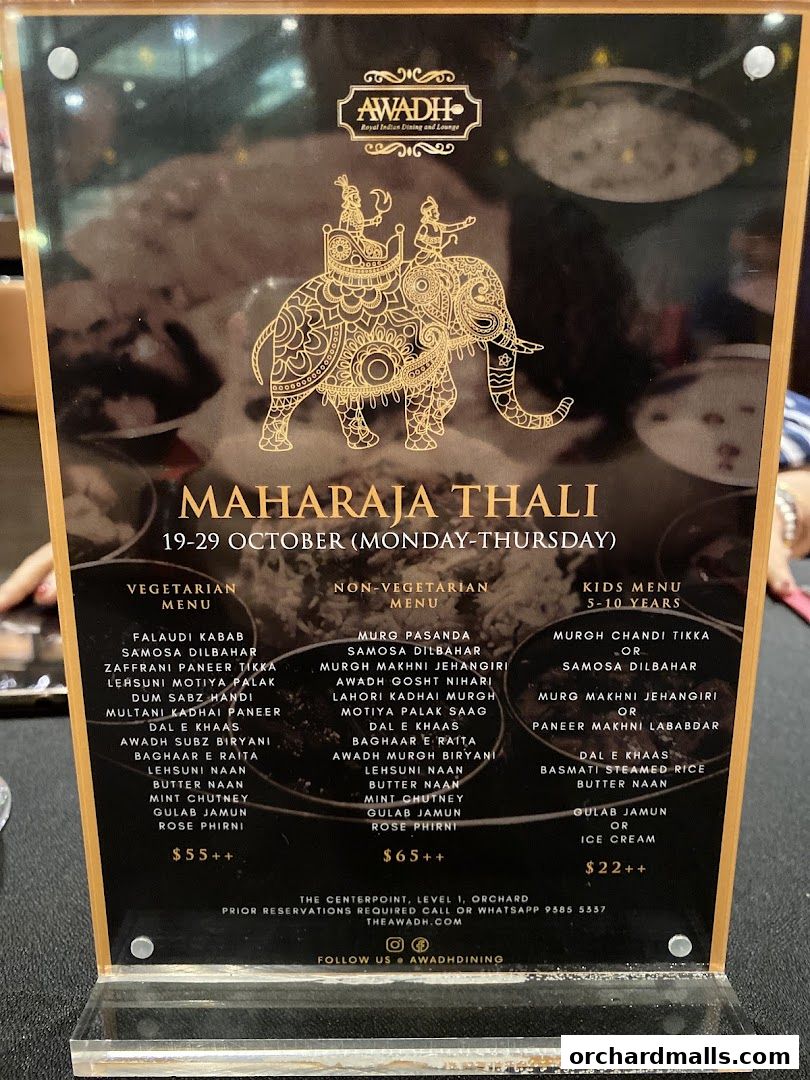 AWADH
Royal Indian Dining and Lounge
MAHARAJA THALI
19-29 OCTOBER (MONDAY-THURSDAY)
VEGETARIAN
MENU
FALAUDI KABAB
SAMOSA DILBAHAR
ZAFFRANI PANEER TIKKA
LEHSUNI MOTIYA PALAK
DUM SABZ HANDI
MULTANI KADHAI PANEER
DAL E KHAAS
AWADH SUBZ BIRYANI
BAGHAAR E RAITA
LEHSUNI NAAN
BUTTER NAAN
MINT CHUTNEY
GULAB JAMUN
ROSE PHIRNI
$55++
NON-VEGETARIAN
MENU
MURG PASANDA
SAMOSA DILBAHAR
MURGH MAKHNI JEHANGIRI
AWADH GOSHT NIHARI
LAHORI KADHAI MURGH
MOTIYA PALAK SAAG
DAL E KHAAS
BAGHAAR E RAITA
AWADH MURGH BIRYANI
LEHSUNI NAAN
BUTTER NAAN
MINT CHUTNEY
GULAB JAMUN
ROSE PHIRNI
$65++
KIDS MENU
5-10 YEARS
MURGH CHANDI TIKKA
OR
SAMOSA DILBAHAR
MURG MAKHNI JEHANGIRI
OR
PANEER MAKHNI LABABDAR
DAL E KHAAS
BASMATI STEAMED RICE
BUTTER NAAN
GULAB JAMUN
OR
ICE CREAM
$22++
THE CENTERPOINT, LEVEL 1, ORCHARD
PRIOR RESERVATIONS REQUIRED CALL OR WHATSAPP 9385 5337
THEAWADH.COM
FOLLOW US @ AWADHDINING
orchardmalls.com